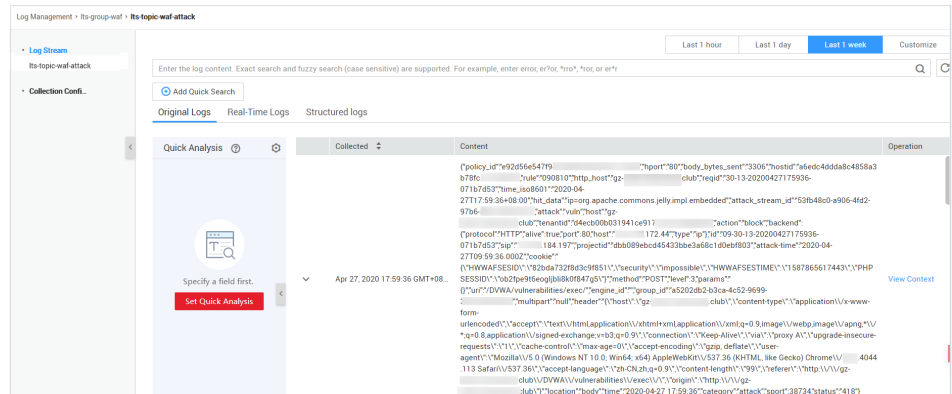 Log Management › lts-group-waf › lts-topic-waf-attack
Log Stream
lts-topic-waf-attack
Collection Confi...
Last 1 hour Last 1 day Last 1 week Customize
Enter the log content. Exact search and fuzzy search (case sensitive) are supported. For example, enter error, er?or, *rro*, *ror, or er*r
Add Quick Search
Original Logs Real-Time Logs Structured logs
Quick Analysis
Specify a field first.
Set Quick Analysis
Collected Content Operation
Apr 27, 2020 17:59:36 GMT+08...
{"policy_id":"e92d56e547f9 ","hport":"80","body_bytes_sent":"3306","hostid":"a6edc4ddda8c4858a3
b78fc ","rule":"090810","http_host":"gz- club","reqid":"30-13-20200427175936-
071b7d53","time_iso8601":"2020-04-
27T17:59:36+08:00","hit_data":"ip=org.apache.commons.jelly.impl.embedded","attack_stream_id":"53fb48c0-a906-4fd2-
97b6- ","attack":"vuln","host":"gz-
club","tenantid":"d4ecb00b031941ce917 ","action":"block","backend":
{"protocol":"HTTP","alive":true,"port":80,"host":" .172.44","type":"ip"},"id":"09-30-13-20200427175936-
071b7d53","sip":" .184.197","projectid":"dbb089ebcd45433bbe3a68c1d0ebf803","attack-time":"2020-04-
27T09:59:36.000Z","cookie":"
{\"HWWAFSESID\":\"82bda732f8d3c9f851\",\"security\":\"impossible\",\"HWWAFSESTIME\":\"1587865617443\",\"PHP
SESSID\":\"ob2fpe9t6eogljbli8k0f847g5\"}","method":"POST","level":3,"params":"
{}","uri":"/DVWA/vulnerabilities/exec/","engine_id":"","group_id":"a5202db2-b3ca-4c52-9699-
","multipart":"null","header":"{\"host\":\"gz- .club\",\"content-type\":\"application\\/x-www-
form-
urlencoded\",\"accept\":\"text\\/html,application\\/xhtml+xml,application\\/xml;q=0.9,image\\/webp,image\\/apng,*\\/
*;q=0.8,application\\/signed-exchange;v=b3;q=0.9\",\"connection\":\"Keep-Alive\",\"via\":\"proxy A\",\"upgrade-insecure-
requests\":\"1\",\"cache-control\":\"max-age=0\",\"accept-encoding\":\"gzip, deflate\",\"user-
agent\":\"Mozilla\\/5.0 (Windows NT 10.0; Win64; x64) AppleWebKit\\/537.36 (KHTML, like Gecko) Chrome\\/ .4044
.113 Safari\\/537.36\",\"accept-language\":\"zh-CN,zh;q=0.9\",\"content-length\":\"99\",\"referer\":\"http:\\/\\/gz-
club\\/DVWA\\/vulnerabilities\\/exec\\/\",\"origin\":\"http:\\/\\/gz-
club\"}","location":"body","time":"2020-04-27 17:59:36","category":"attack","sport":38734,"status":"418"}
View Context